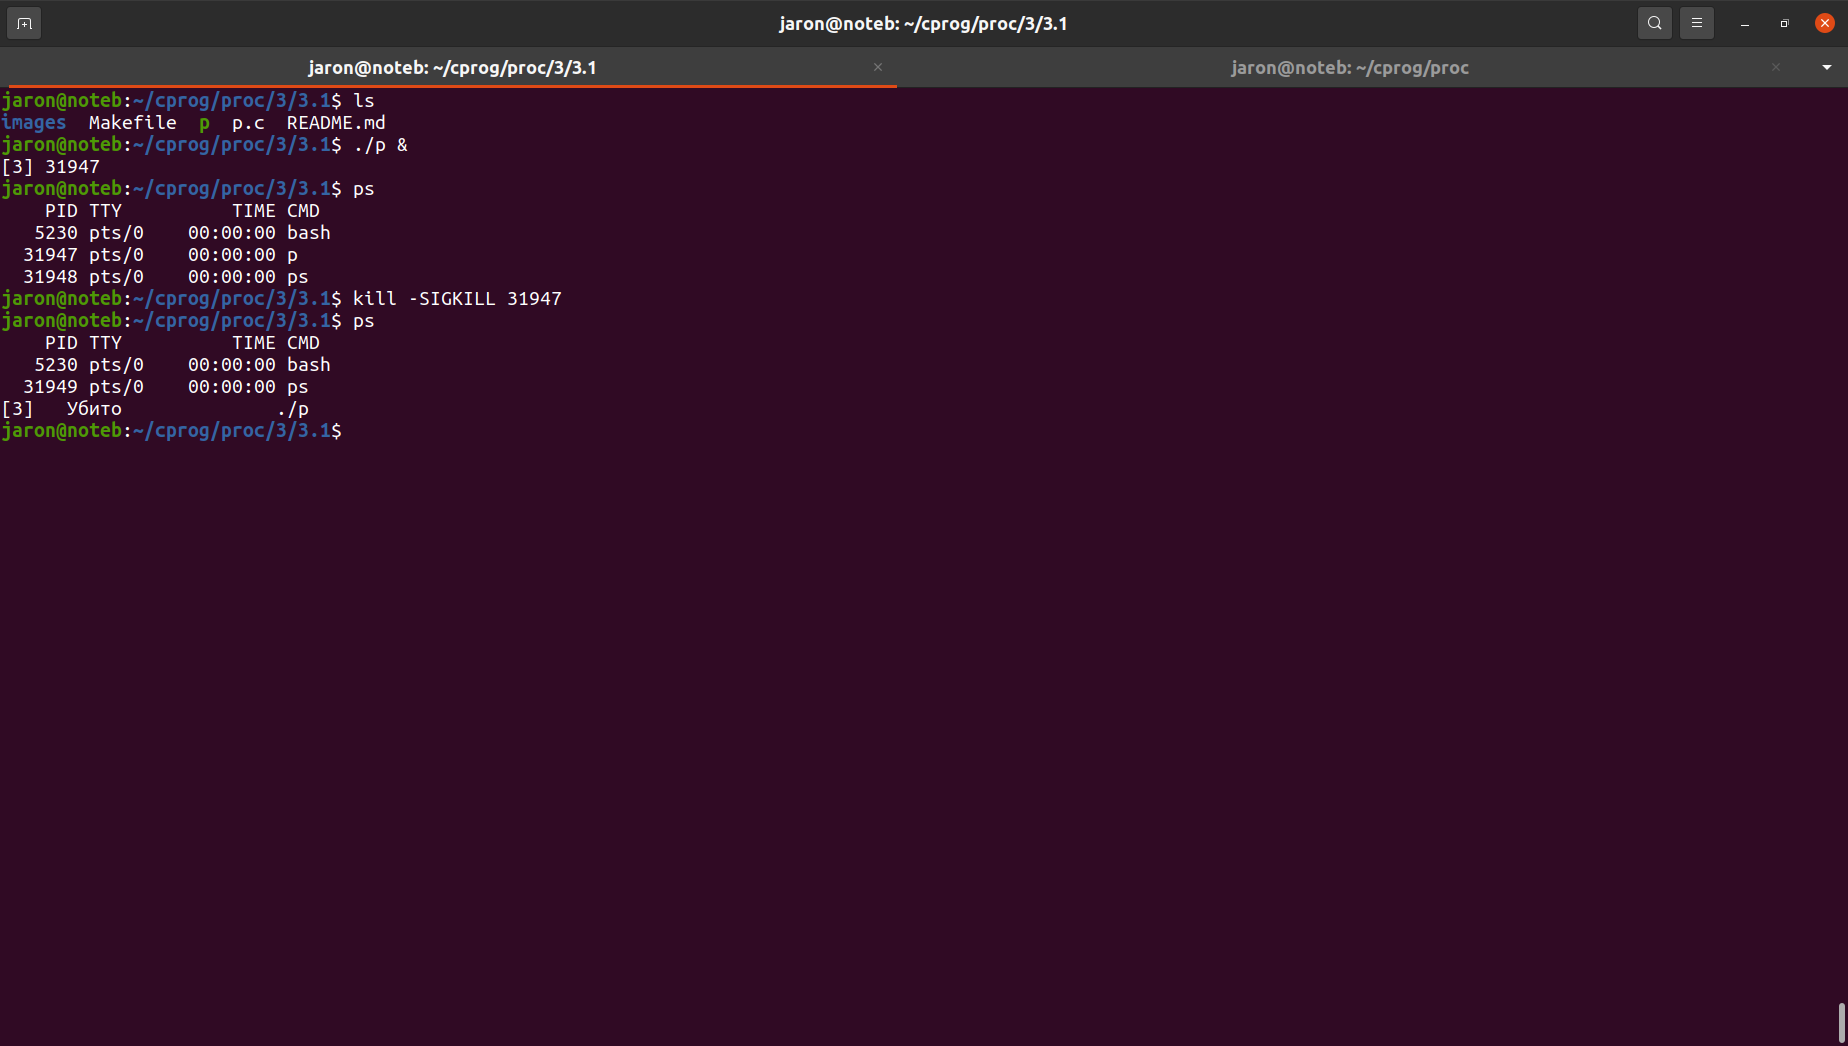 jaron@noteb: ~/cprog/proc/3/3.1
jaron@noteb: ~/cprog/proc/3/3.1 jaron@noteb: ~/cprog/proc
jaron@noteb:~/cprog/proc/3/3.1$ ls
images  Makefile  p  p.c  README.md
jaron@noteb:~/cprog/proc/3/3.1$ ./p &
[3] 31947
jaron@noteb:~/cprog/proc/3/3.1$ ps
    PID TTY          TIME CMD
   5230 pts/0    00:00:00 bash
  31947 pts/0    00:00:00 p
  31948 pts/0    00:00:00 ps
jaron@noteb:~/cprog/proc/3/3.1$ kill -SIGKILL 31947
jaron@noteb:~/cprog/proc/3/3.1$ ps
    PID TTY          TIME CMD
   5230 pts/0    00:00:00 bash
  31949 pts/0    00:00:00 ps
[3]   Убито              ./p
jaron@noteb:~/cprog/proc/3/3.1$